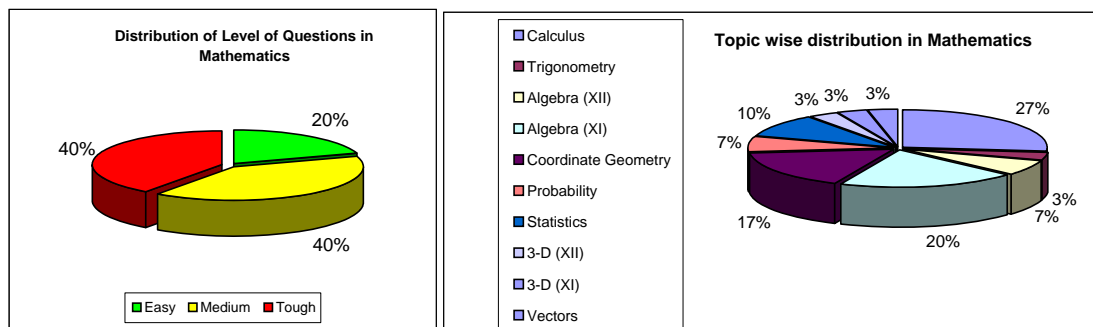 Distribution of Level of Questions in
Mathematics
20%
40%
40%
Easy Medium Tough
Calculus
Trigonometry
Algebra (XII)
Algebra (XI)
Coordinate Geometry
Probability
Statistics
3-D (XII)
3-D (XI)
Vectors
Topic wise distribution in Mathematics
27%
3%
7%
20%
17%
7%
10%
3%
3%
3%